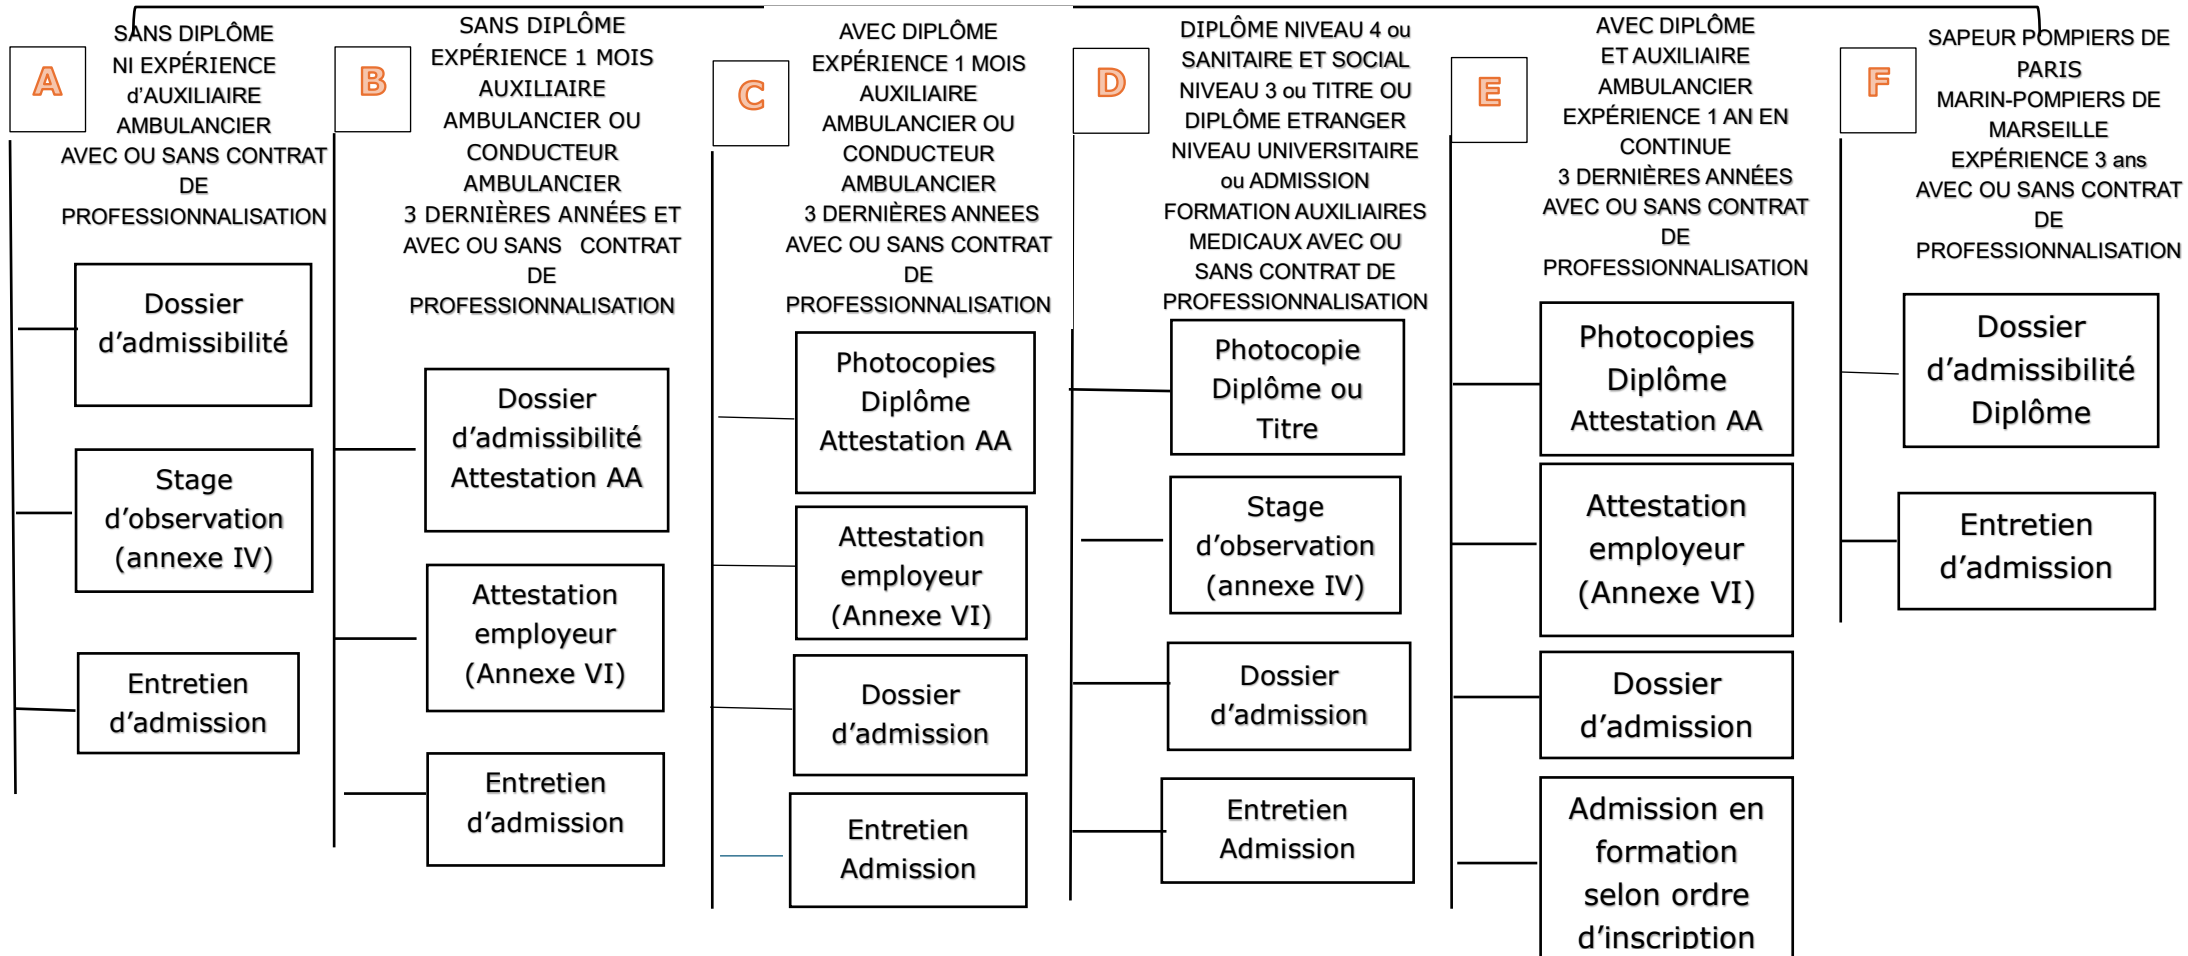 A
SANS DIPLÔME
NI EXPÉRIENCE
d'AUXILIAIRE
AMBULANCIER
AVEC OU SANS CONTRAT
DE
PROFESSIONNALISATION
Dossier
d'admissibilité
Stage
d'observation
(annexe IV)
Entretien
d'admission
B
SANS DIPLÔME
EXPÉRIENCE 1 MOIS
AUXILIAIRE
AMBULANCIER OU
CONDUCTEUR
AMBULANCIER
3 DERNIÈRES ANNÉES ET
AVEC OU SANS CONTRAT
DE
PROFESSIONNALISATION
Dossier
d'admissibilité
Attestation AA
Attestation
employeur
(Annexe VI)
Entretien
d'admission
C
AVEC DIPLÔME
EXPÉRIENCE 1 MOIS
AUXILIAIRE
AMBULANCIER OU
CONDUCTEUR
AMBULANCIER
3 DERNIÈRES ANNEES
AVEC OU SANS CONTRAT
DE
PROFESSIONNALISATION
Photocopies
Diplôme
Attestation AA
Attestation
employeur
(Annexe VI)
Dossier
d'admission
Entretien
Admission
D
DIPLÔME NIVEAU 4 ou
SANITAIRE ET SOCIAL
NIVEAU 3 ou TITRE OU
DIPLÔME ETRANGER
NIVEAU UNIVERSITAIRE
ou ADMISSION
FORMATION AUXILIAIRES
MEDICAUX AVEC OU
SANS CONTRAT DE
PROFESSIONNALISATION
Photocopie
Diplôme ou
Titre
Stage
d'observation
(annexe IV)
Dossier
d'admission
Entretien
Admission
E
AVEC DIPLÔME
ET AUXILIAIRE
AMBULANCIER
EXPÉRIENCE 1 AN EN
CONTINUE
3 DERNIÈRES ANNÉES
AVEC OU SANS CONTRAT
DE
PROFESSIONNALISATION
Photocopies
Diplôme
Attestation AA
Attestation
employeur
(Annexe VI)
Dossier
d'admission
Admission en
formation
selon ordre
d'inscription
F
SAPEUR POMPIERS DE
PARIS
MARIN-POMPIERS DE
MARSEILLE
EXPÉRIENCE 3 ans
AVEC OU SANS CONTRAT
DE
PROFESSIONNALISATION
Dossier
d'admissibilité
Diplôme
Entretien
d'admission